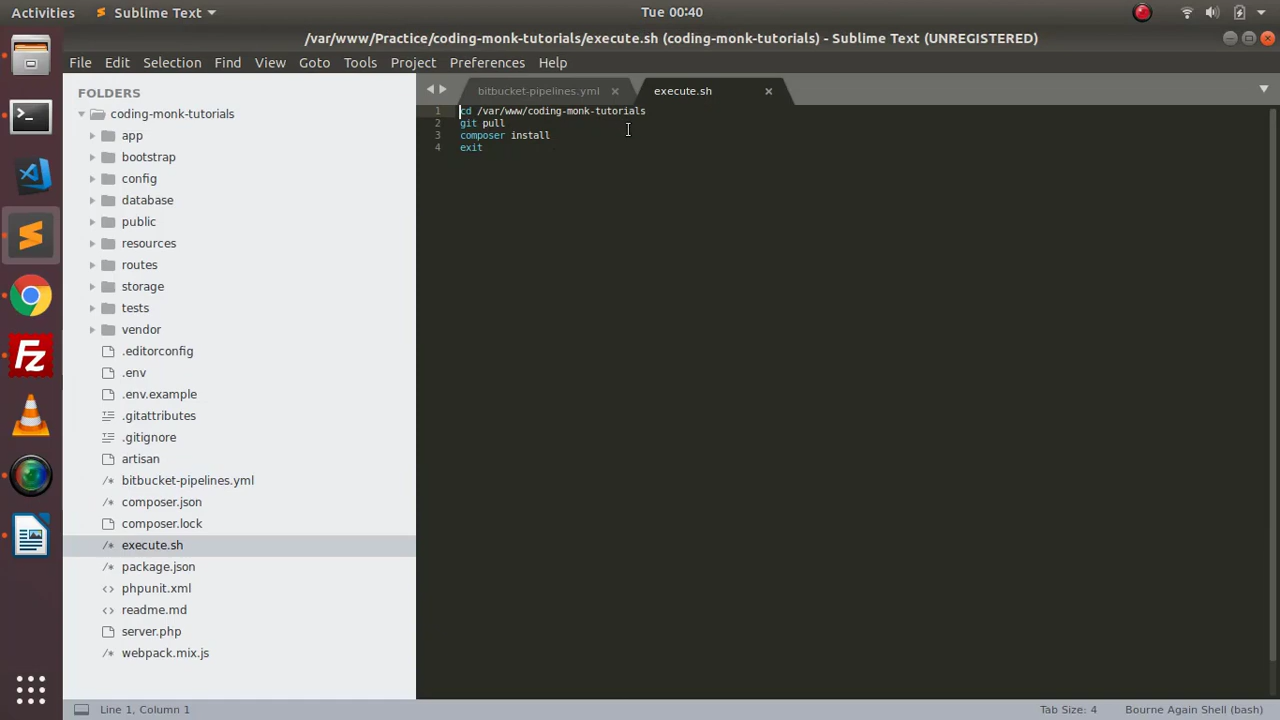 Activities
Sublime Text
Tue 00:40
/var/www/Practice/coding-monk-tutorials/execute.sh (coding-monk-tutorials) - Sublime Text (UNREGISTERED)
File Edit Selection Find View Goto Tools Project Preferences Help
FOLDERS
coding-monk-tutorials
app
bootstrap
config
database
public
resources
routes
storage
tests
vendor
.editorconfig
.env
.env.example
.gitattributes
.gitignore
artisan
bitbucket-pipelines.yml
composer.json
composer.lock
execute.sh
package.json
phpunit.xml
readme.md
server.php
webpack.mix.js
bitbucket-pipelines.yml
execute.sh
1 cd /var/www/coding-monk-tutorials
2 git pull
3 composer install
4 exit
Line 1, Column 1
Tab Size: 4
Bourne Again Shell (bash)